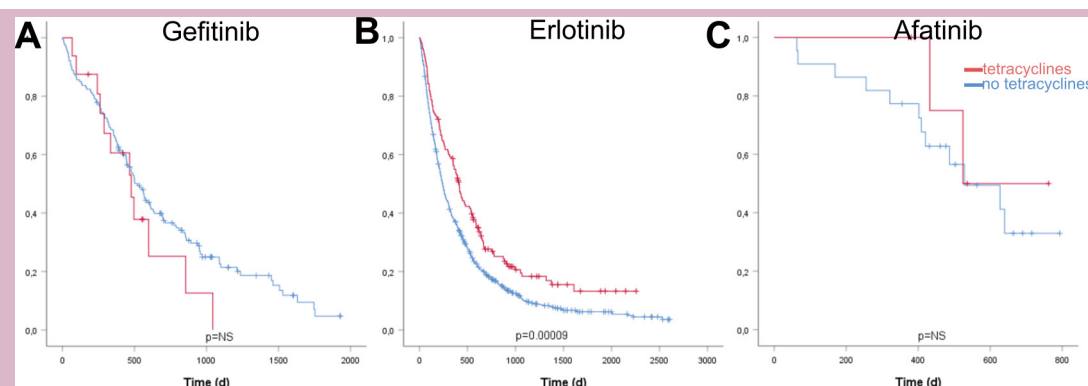 A Gefitinib
B Erlotinib
C Afatinib
1,0
0,8
0,6
0,4
0,2
0,0
p=NS
0 500 1000 1500 2000
Time (d)
1,0
0,8
0,6
0,4
0,2
0,0
p=0.00009
0 500 1000 1500 2000 2500 3000
Time (d)
1,0
0,8
0,6
0,4
0,2
0,0
tetracyclines
no tetracyclines
p=NS
0 200 400 600 800
Time (d)